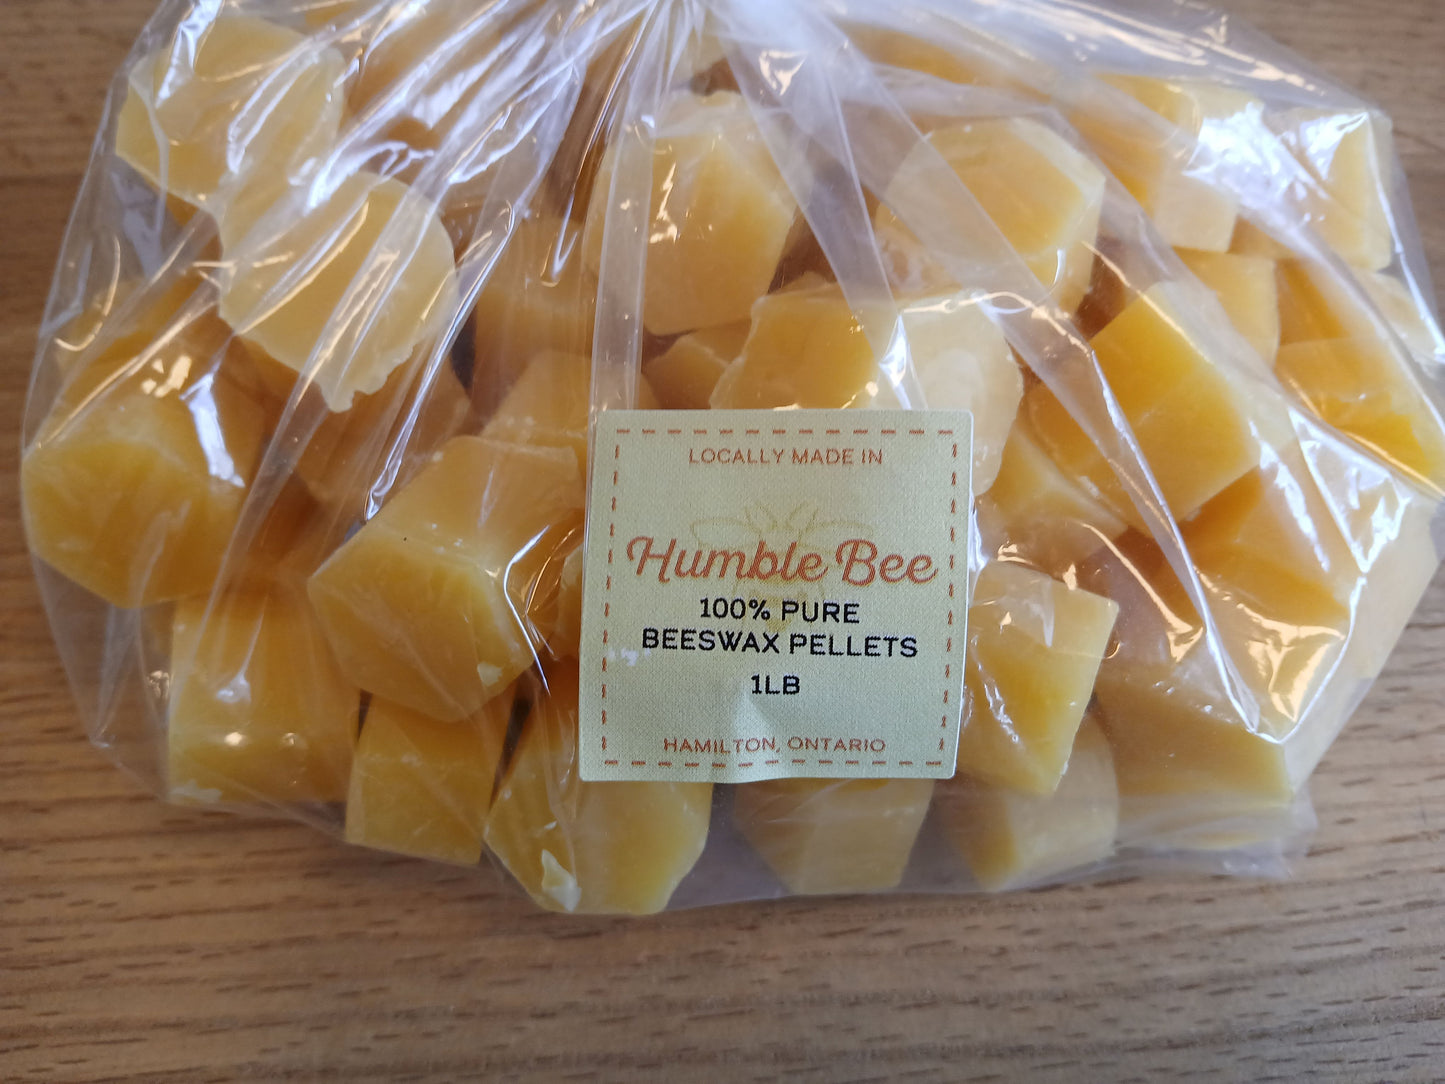 LOCALLY MADE IN
Humble Bee
100% PURE
BEESWAX PELLETS
1LB
HAMILTON, ONTARIO